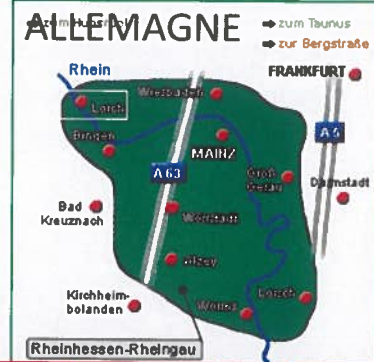 ALLEMAGNE
➡ zum Taunus
➡ zur Bergstraße
Rhein
FRANKFURT
Lorch
Wiesbaden
Bingen
MAINZ
A 5
A 63
Groß
Gerau
Darmstadt
Bad
Kreuznach
Wörrstadt
Alzey
Kirchheim-
bolanden
Worms
Lorsch
Rheinhessen-Rheingau